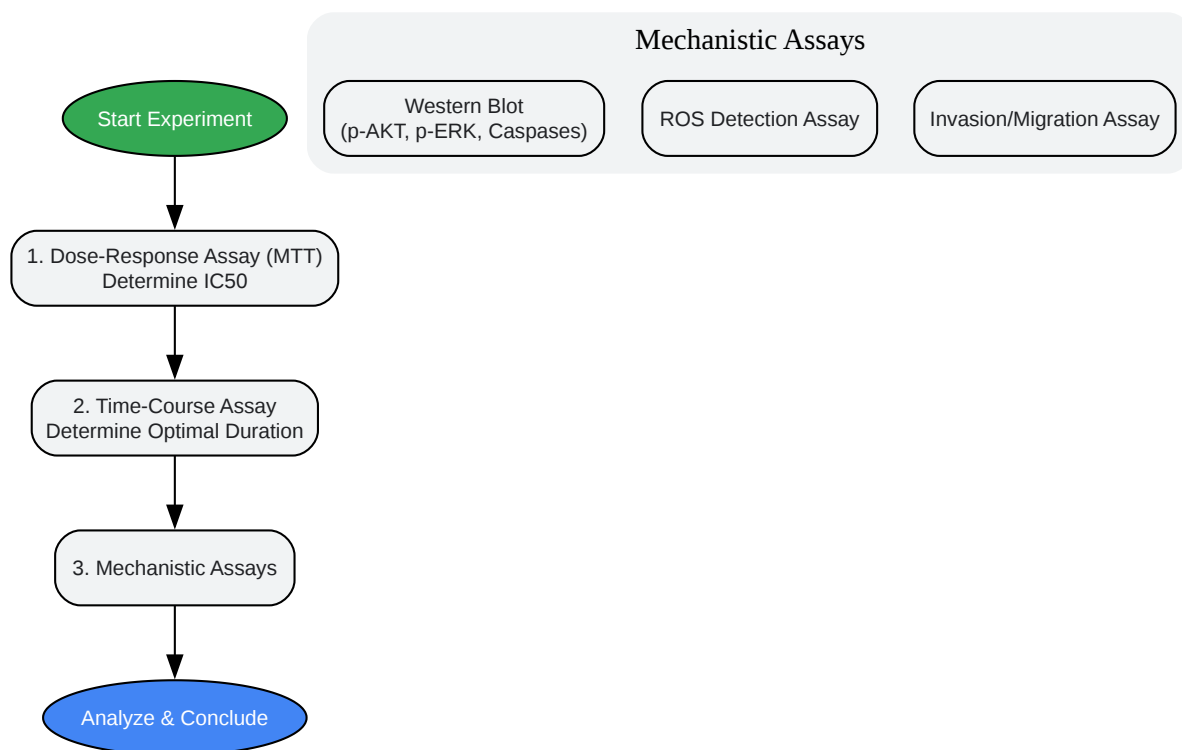 Mechanistic Assays
Start Experiment
Western Blot
(p-AKT, p-ERK, Caspases)
ROS Detection Assay
Invasion/Migration Assay
1. Dose-Response Assay (MTT)
Determine IC50
2. Time-Course Assay
Determine Optimal Duration
3. Mechanistic Assays
Analyze & Conclude